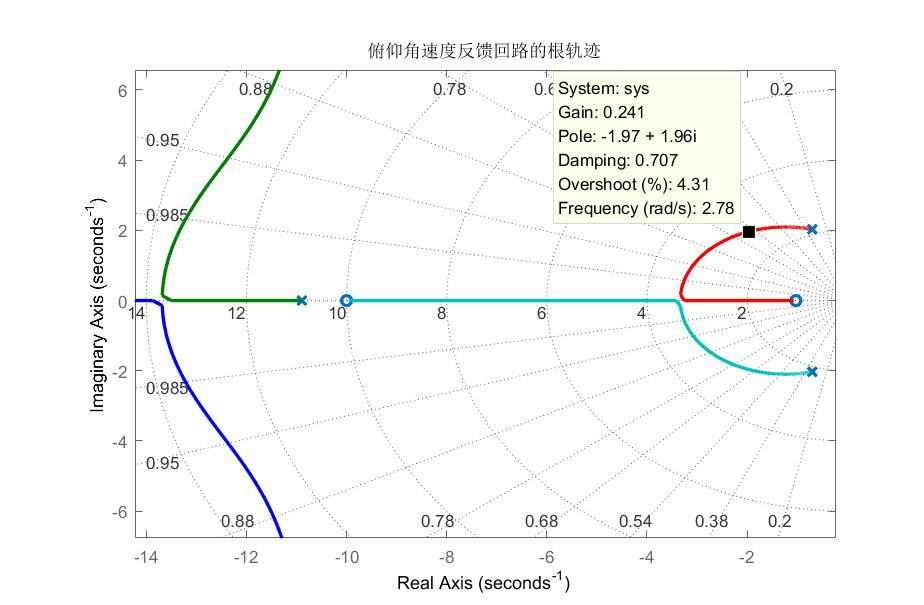 俯仰角速度反馈回路的根轨迹
System: sys
Gain: 0.241
Pole: -1.97 + 1.96i
Damping: 0.707
Overshoot (%): 4.31
Frequency (rad/s): 2.78
0.88 0.78 0.6 0.2
0.95
0.985
14 12 10 8 6 4 2
0.985
0.95
0.88 0.78 0.68 0.54 0.38 0.2
6
4
2
0
-2
-4
-6
-14 -12 -10 -8 -6 -4 -2
Imaginary Axis (seconds⁻¹)
Real Axis (seconds⁻¹)